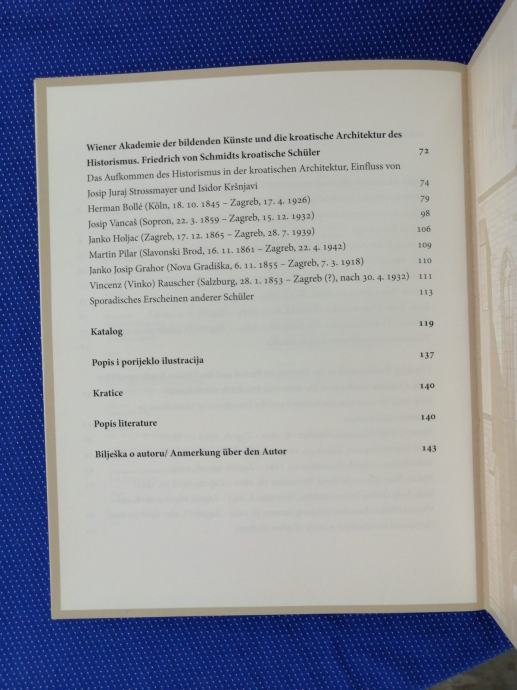 Wiener Akademie der bildenden Künste und die kroatische Architektur des
Historismus. Friedrich von Schmidts kroatische Schüler 72
Das Aufkommen des Historismus in der kroatischen Architektur, Einfluss von
Josip Juraj Strossmayer und Isidor Kršnjavi 74
Herman Bollé (Köln, 18. 10. 1845 – Zagreb, 17. 4. 1926) 79
Josip Vancaš (Sopron, 22. 3. 1859 – Zagreb, 15. 12. 1932) 98
Janko Holjac (Zagreb, 17. 12. 1865 – Zagreb, 28. 7. 1939) 106
Martin Pilar (Slavonski Brod, 16. 11. 1861 – Zagreb, 22. 4. 1942) 109
Janko Josip Grahor (Nova Gradiška, 6. 11. 1855 – Zagreb, 7. 3. 1918) 110
Vincenz (Vinko) Rauscher (Salzburg, 28. 1. 1853 – Zagreb (?), nach 30. 4. 1932) 111
Sporadisches Erscheinen anderer Schüler 113
Katalog 119
Popis i porijeklo ilustracija 137
Kratice 140
Popis literature 140
Bilješka o autoru/ Anmerkung über den Autor 143